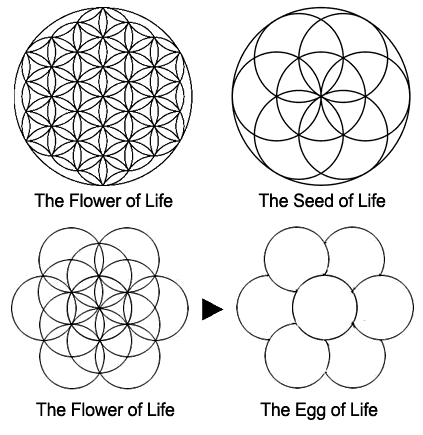 The Flower of Life
The Seed of Life
The Flower of Life
The Egg of Life